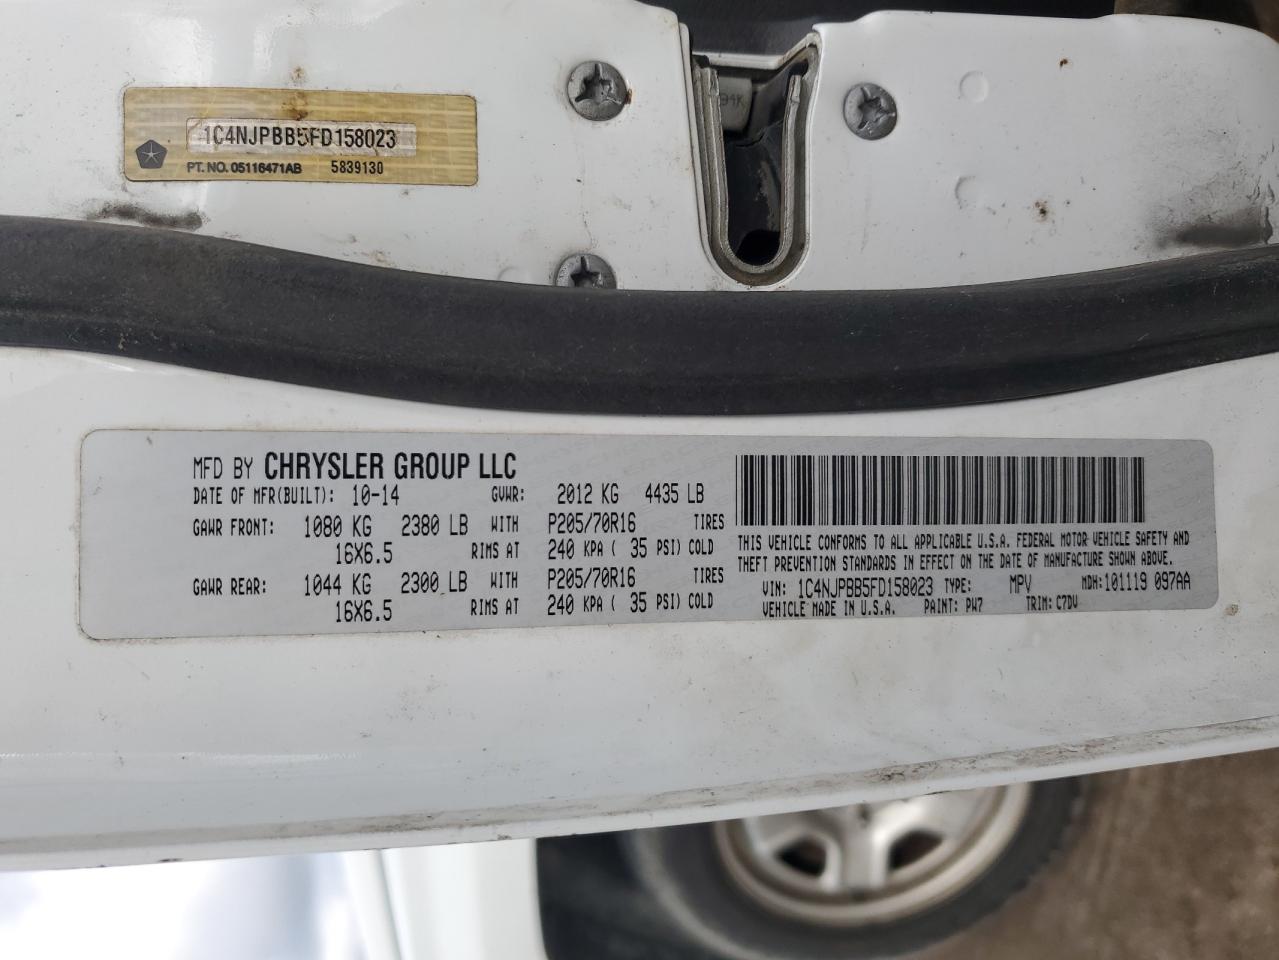 94K
1C4NJPBB5FD158023
PT. NO. 05116471AB 5839130
MFD BY CHRYSLER GROUP LLC
DATE OF MFR(BUILT): 10-14 GVWR: 2012 KG 4435 LB
GAWR FRONT: 1080 KG 2380 LB WITH P205/70R16 TIRES
16X6.5 RIMS AT 240 KPA ( 35 PSI) COLD
GAWR REAR: 1044 KG 2300 LB WITH P205/70R16 TIRES
16X6.5 RIMS AT 240 KPA ( 35 PSI) COLD
THIS VEHICLE CONFORMS TO ALL APPLICABLE U.S.A. FEDERAL MOTOR VEHICLE SAFETY AND
THEFT PREVENTION STANDARDS IN EFFECT ON THE DATE OF MANUFACTURE SHOWN ABOVE.
VIN: 1C4NJPBB5FD158023 TYPE: MPV MDH:101119 097AA
VEHICLE MADE IN U.S.A. PAINT: PW7 TRIM: C7DV